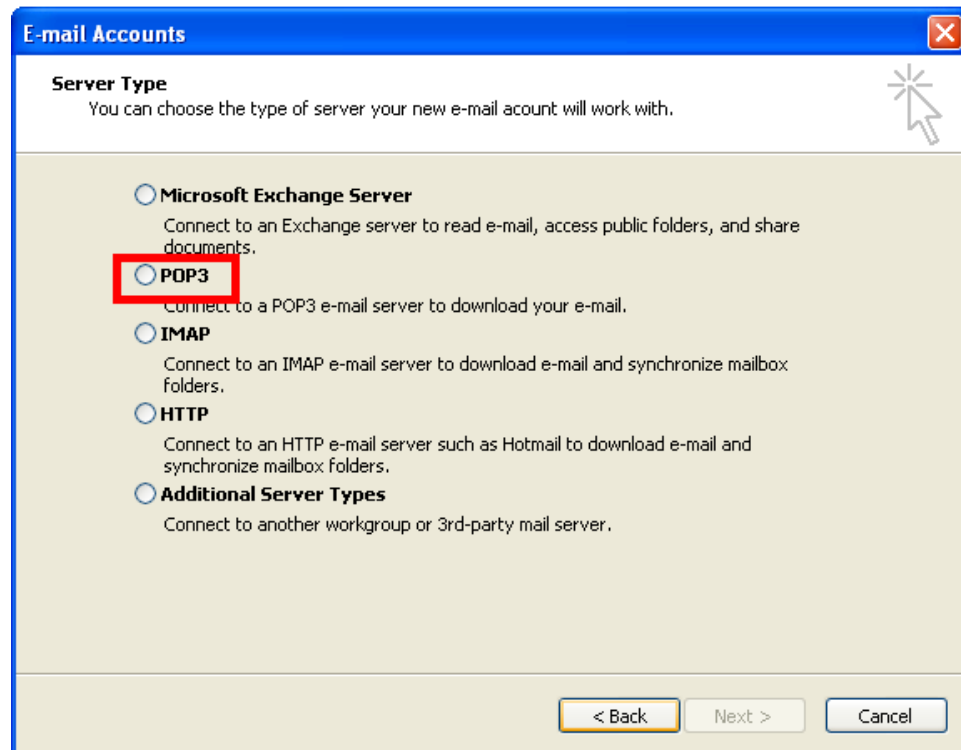 E-mail Accounts
Server Type
You can choose the type of server your new e-mail acount will work with.
Microsoft Exchange Server
Connect to an Exchange server to read e-mail, access public folders, and share
documents.
POP3
Connect to a POP3 e-mail server to download your e-mail.
IMAP
Connect to an IMAP e-mail server to download e-mail and synchronize mailbox
folders.
HTTP
Connect to an HTTP e-mail server such as Hotmail to download e-mail and
synchronize mailbox folders.
Additional Server Types
Connect to another workgroup or 3rd-party mail server.
< Back Next > Cancel